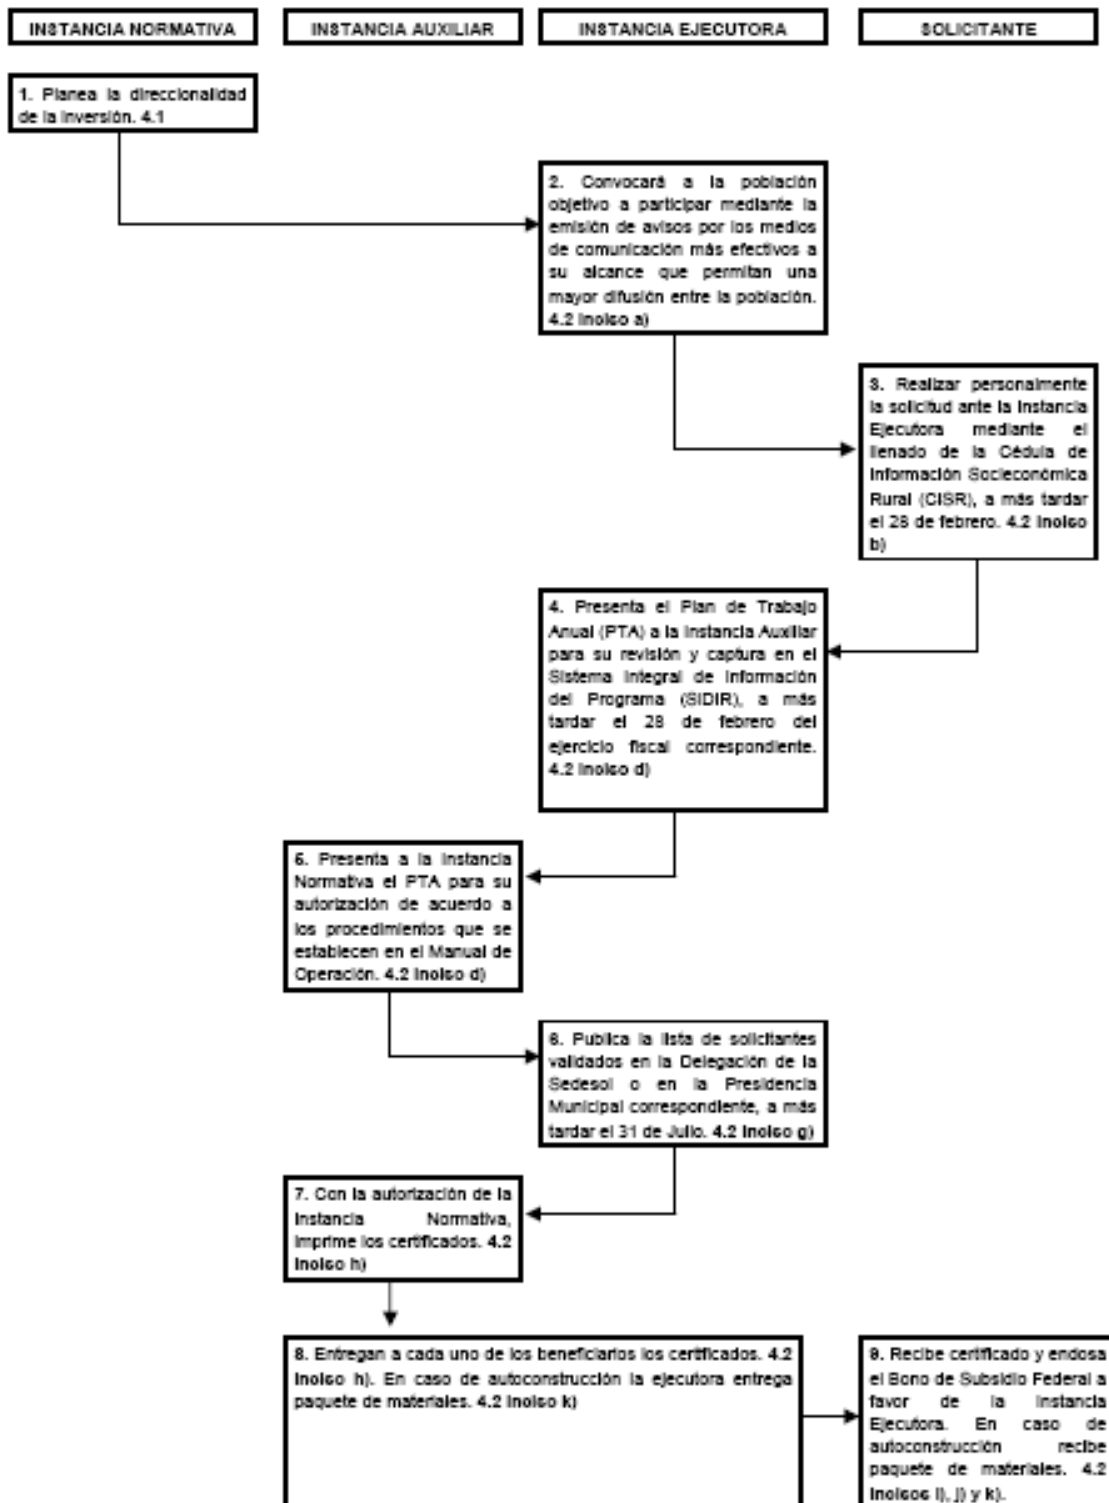 INSTANCIA NORMATIVA
INSTANCIA AUXILIAR
INSTANCIA EJECUTORA
SOLICITANTE
1. Planea la direccionalidad
de la inversión. 4.1
2. Convocará a la población
objetivo a participar mediante la
emisión de avisos por los medios
de comunicación más efectivos a
su alcance que permitan una
mayor difusión entre la población.
4.2 inciso a)
3. Realizar personalmente
la solicitud ante la Instancia
Ejecutora mediante el
llenado de la Cédula de
Información Socieconómica
Rural (CISR), a más tardar
el 28 de febrero. 4.2 inciso
b)
4. Presenta el Plan de Trabajo
Anual (PTA) a la Instancia Auxiliar
para su revisión y captura en el
Sistema Integral de Información
del Programa (SIDIR), a más
tardar el 28 de febrero del
ejercicio fiscal correspondiente.
4.2 inciso d)
5. Presenta a la Instancia
Normativa el PTA para su
autorización de acuerdo a
los procedimientos que se
establecen en el Manual de
Operación. 4.2 inciso d)
6. Publica la lista de solicitantes
validados en la Delegación de la
Sedesol o en la Presidencia
Municipal correspondiente, a más
tardar el 31 de Julio. 4.2 inciso g)
7. Con la autorización de la
Instancia Normativa,
imprime los certificados. 4.2
inciso h)
8. Entregan a cada uno de los beneficiarios los certificados. 4.2
inciso h). En caso de autoconstrucción la ejecutora entrega
paquete de materiales. 4.2 inciso k)
9. Recibe certificado y endosa
el Bono de Subsidio Federal a
favor de la Instancia
Ejecutora. En caso de
autoconstrucción recibe
paquete de materiales. 4.2
incisos i), j) y k).